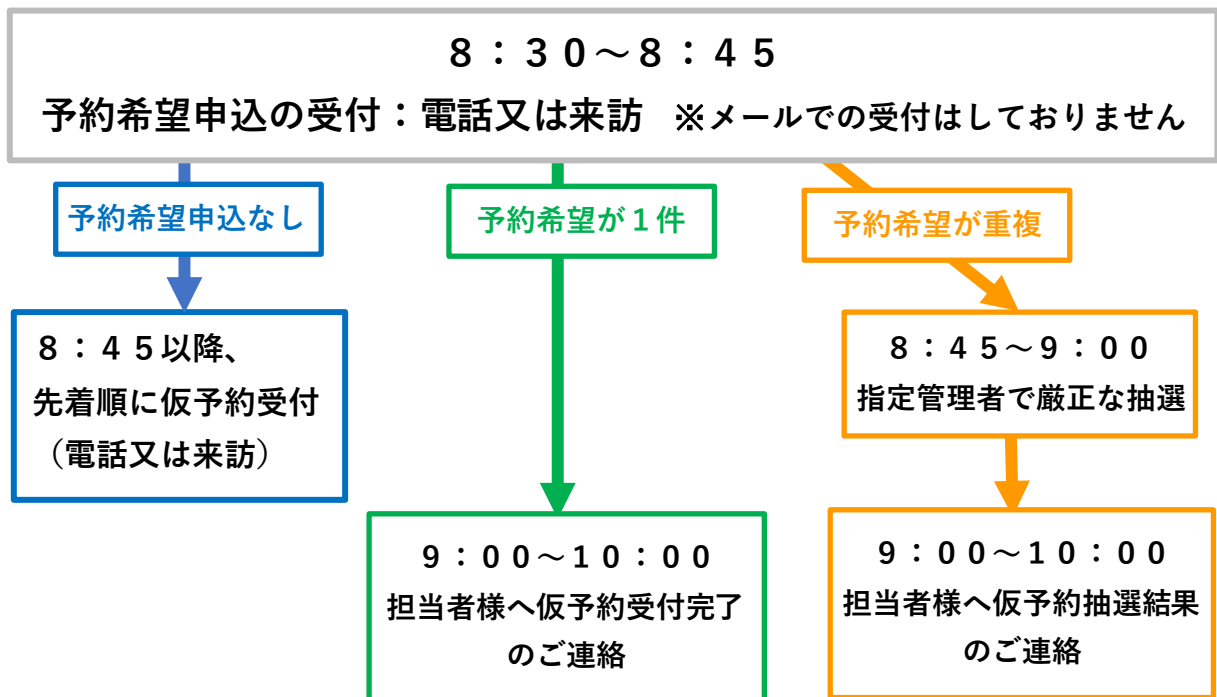 ８：３０～８：４５
予約希望申込の受付：電話又は来訪　※メールでの受付はしておりません
予約希望申込なし
予約希望が１件
予約希望が重複
８：４５以降、
先着順に仮予約受付
（電話又は来訪）
８：４５～９：００
指定管理者で厳正な抽選
９：００～１０：００
担当者様へ仮予約受付完了
のご連絡
９：００～１０：００
担当者様へ仮予約抽選結果
のご連絡